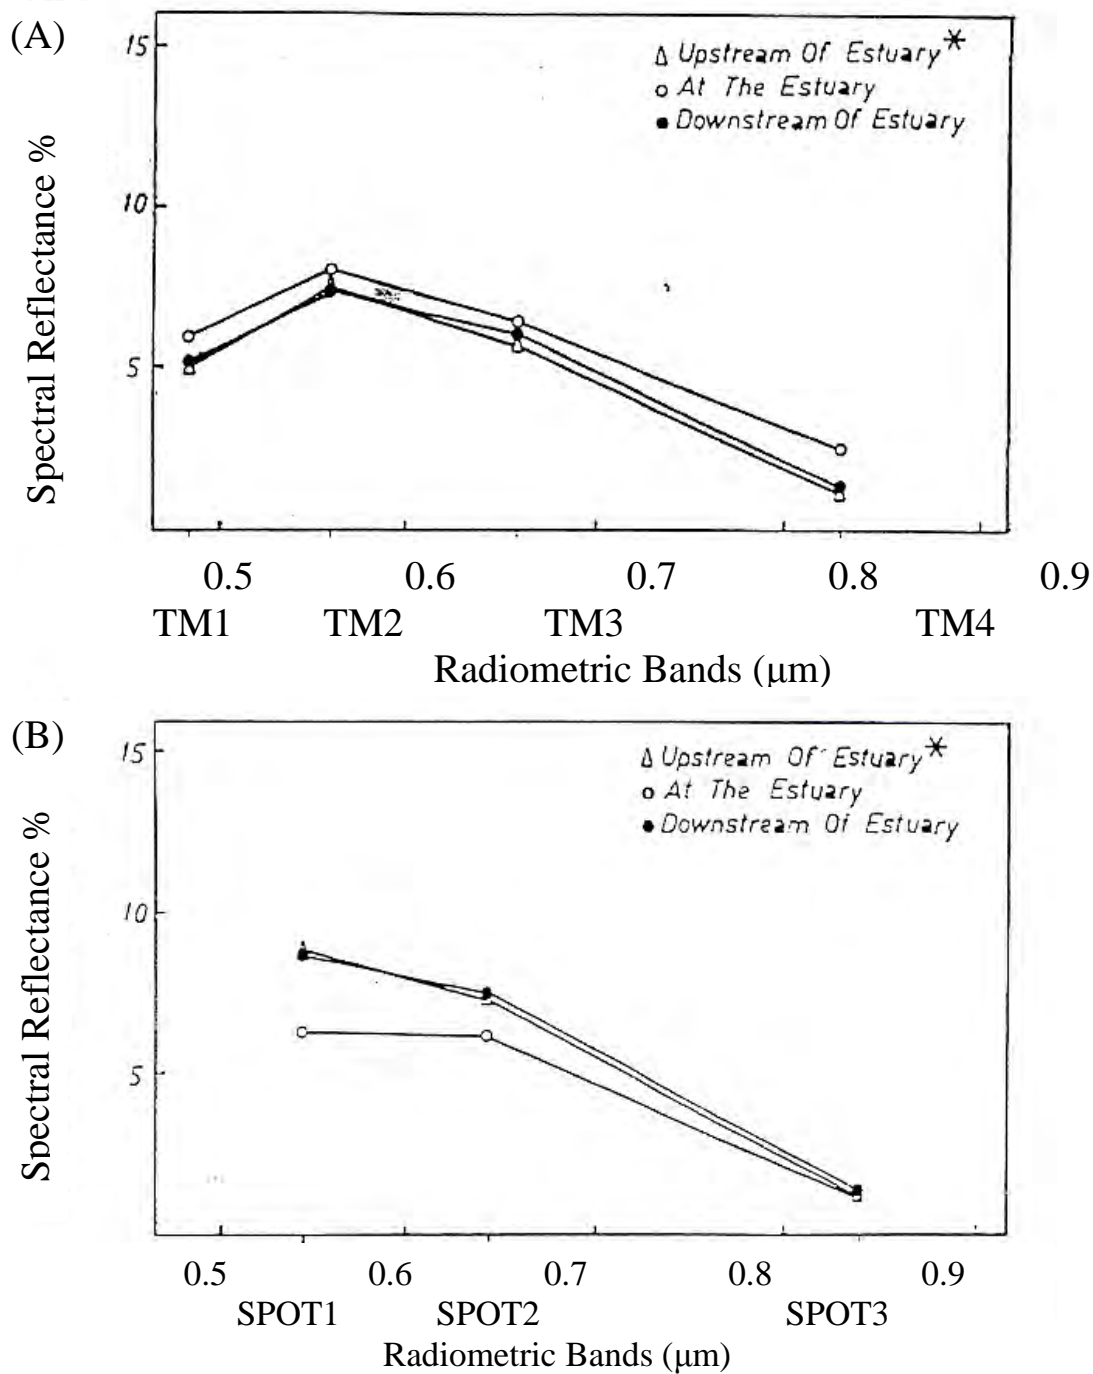 (A)
15
10
5
Spectral Reflectance %
△ Upstream Of Estuary*
○ At The Estuary
● Downstream Of Estuary
0.5 0.6 0.7 0.8 0.9
TM1 TM2 TM3 TM4
Radiometric Bands (μm)
(B)
15
10
5
Spectral Reflectance %
△ Upstream Of Estuary*
○ At The Estuary
● Downstream Of Estuary
0.5 0.6 0.7 0.8 0.9
SPOT1 SPOT2 SPOT3
Radiometric Bands (μm)